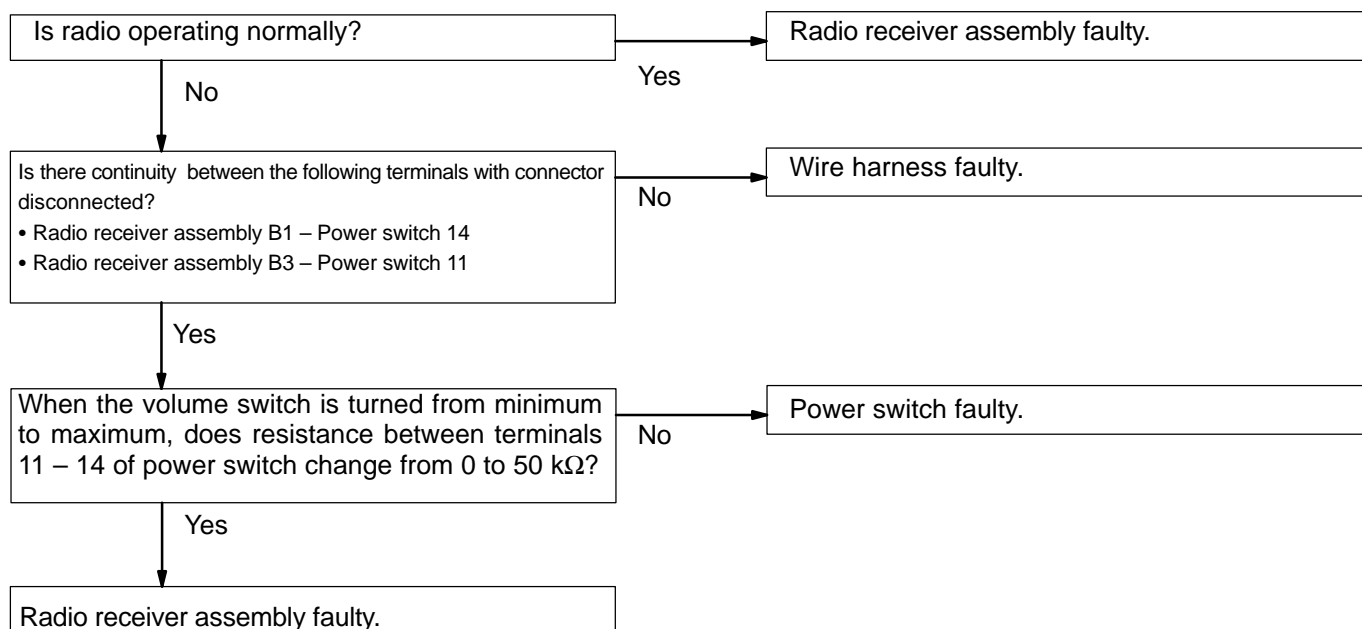 Is radio operating normally?
Radio receiver assembly faulty.
Yes
No
Is there continuity between the following terminals with connector
disconnected?
• Radio receiver assembly B1 – Power switch 14
• Radio receiver assembly B3 – Power switch 11
Wire harness faulty.
No
Yes
When the volume switch is turned from minimum
to maximum, does resistance between terminals
11 – 14 of power switch change from 0 to 50 kΩ?
Power switch faulty.
No
Yes
Radio receiver assembly faulty.